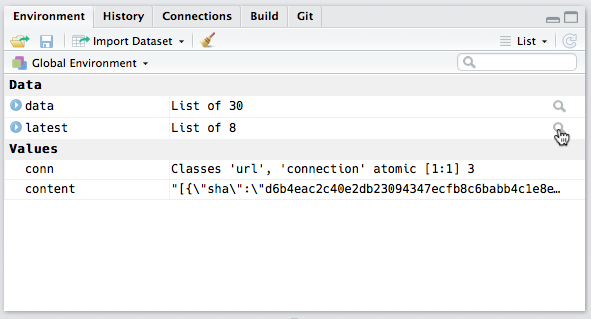 Environment History Connections Build Git
Import Dataset List
Global Environment
Data
data List of 30
latest List of 8
Values
conn Classes 'url', 'connection' atomic [1:1] 3
content "[{\"sha\":\"d6b4eac2c40e2db23094347ecfb8c6babb4c1e8e…